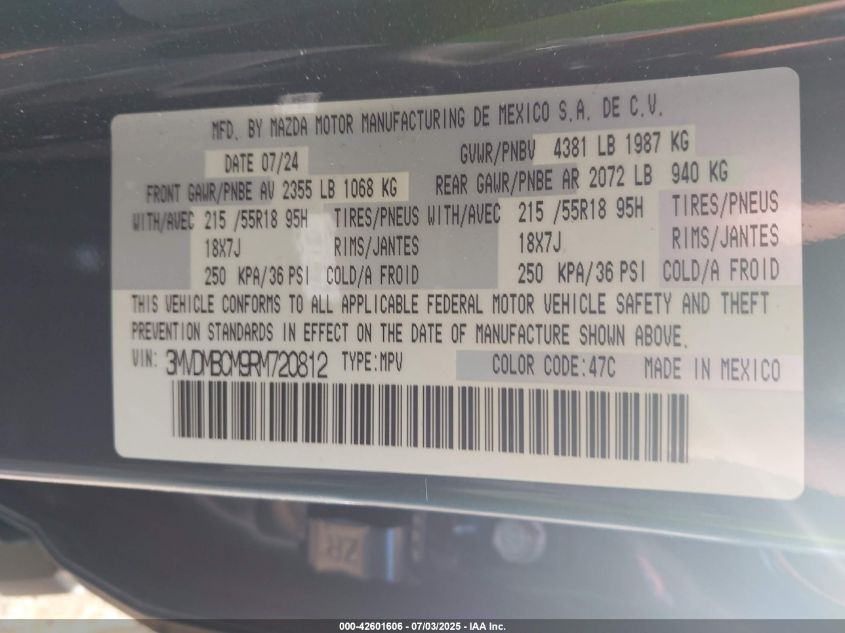 MFD. BY MAZDA MOTOR MANUFACTURING DE MEXICO S.A. DE C.V.
DATE 07/24 GVWR/PNBV 4381 LB 1987 KG
FRONT GAWR/PNBE AV 2355 LB 1068 KG REAR GAWR/PNBE AR 2072 LB 940 KG
WITH/AVEC 215 /55R18 95H TIRES/PNEUS WITH/AVEC 215 /55R18 95H TIRES/PNEUS
18X7J RIMS/JANTES 18X7J RIMS/JANTES
250 KPA/36 PSI COLD/A FROID 250 KPA/36 PSI COLD/A FROID
THIS VEHICLE CONFORMS TO ALL APPLICABLE FEDERAL MOTOR VEHICLE SAFETY AND THEFT
PREVENTION STANDARDS IN EFFECT ON THE DATE OF MANUFACTURE SHOWN ABOVE.
VIN: 3MVDMBCM9RM720812 TYPE:MPV COLOR CODE:47C MADE IN MEXICO
ZR
000-42601606 - 07/03/2025 - IAA Inc.